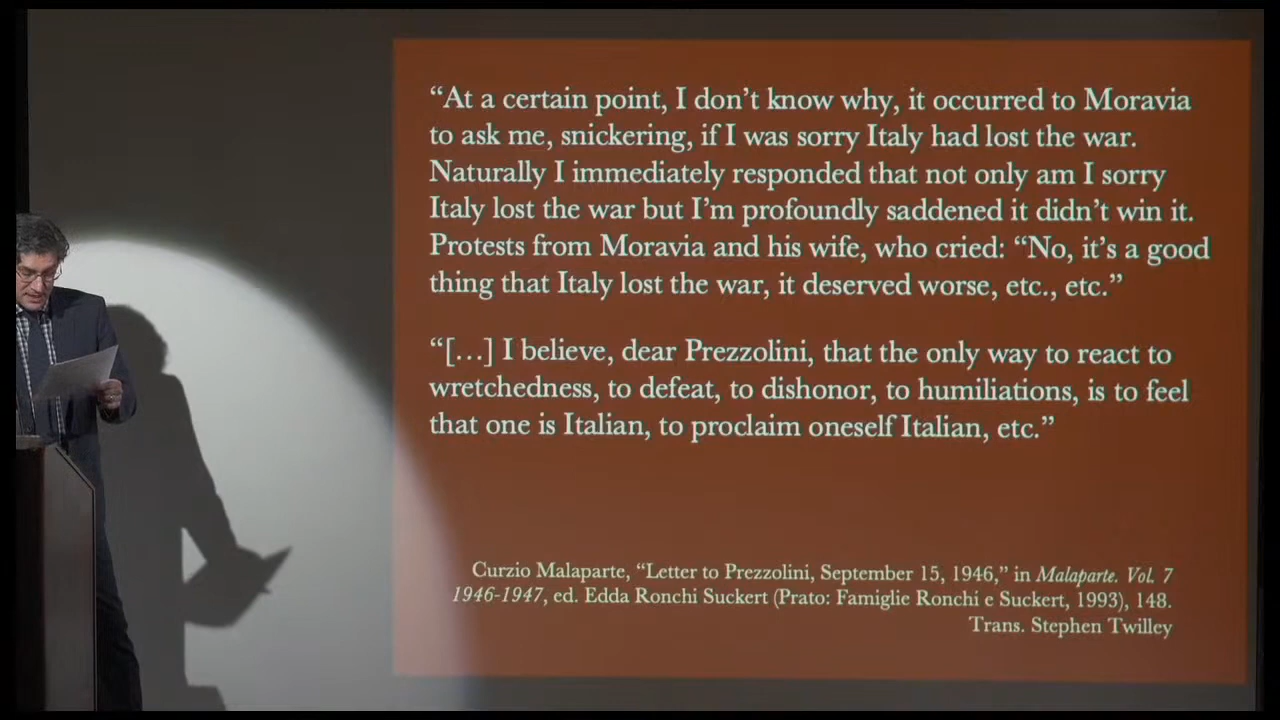 “At a certain point, I don’t know why, it occurred to Moravia
to ask me, snickering, if I was sorry Italy had lost the war.
Naturally I immediately responded that not only am I sorry
Italy lost the war but I’m profoundly saddened it didn’t win it.
Protests from Moravia and his wife, who cried: “No, it’s a good
thing that Italy lost the war, it deserved worse, etc., etc.”
“[…] I believe, dear Prezzolini, that the only way to react to
wretchedness, to defeat, to dishonor, to humiliations, is to feel
that one is Italian, to proclaim oneself Italian, etc.”
Curzio Malaparte, “Letter to Prezzolini, September 15, 1946,” in Malaparte. Vol. 7
1946-1947, ed. Edda Ronchi Suckert (Prato: Famiglie Ronchi e Suckert, 1993), 148.
Trans. Stephen Twilley